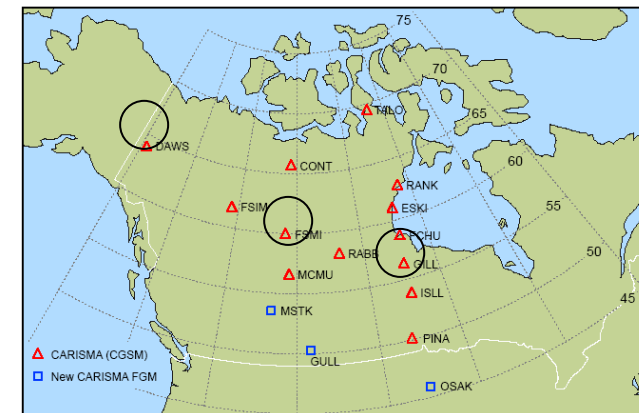 75
70
TALO
65
DAWS
60
CONT
RANK
55
FSIM
ESKI
FSMI
FCHU
50
RABB
GILL
MCMU
45
ISLL
MSTK
PINA
CARISMA (CGSM)
GULL
New CARISMA FGM
OSAK